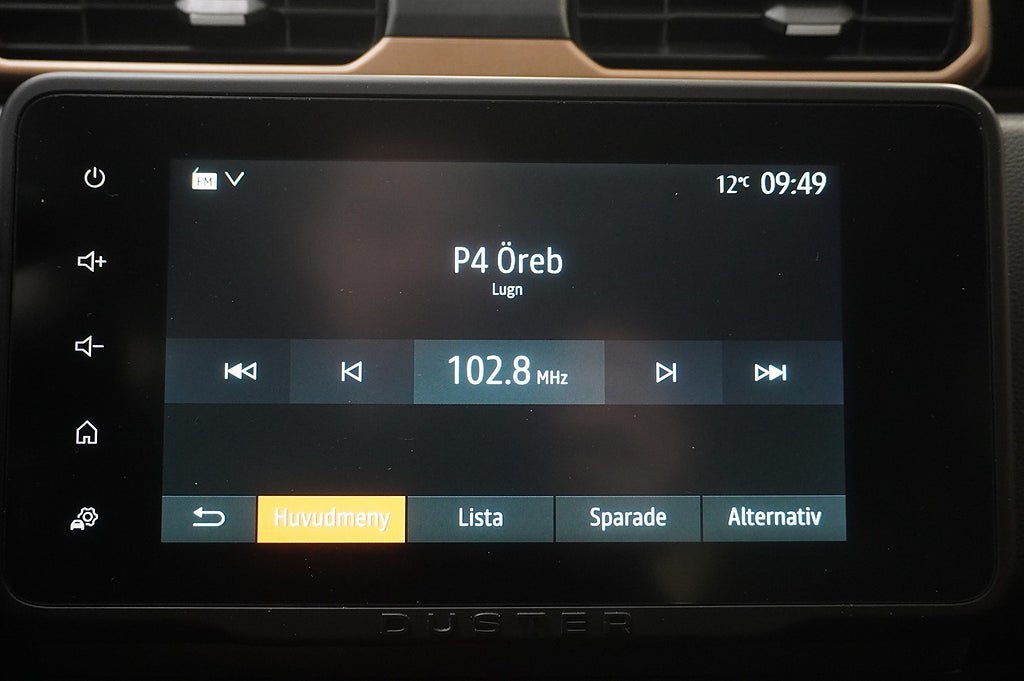 FM
12°C 09:49
P4 Öreb
Lugn
102.8 MHz
Huvudmeny Lista Sparade Alternativ
DUSTER